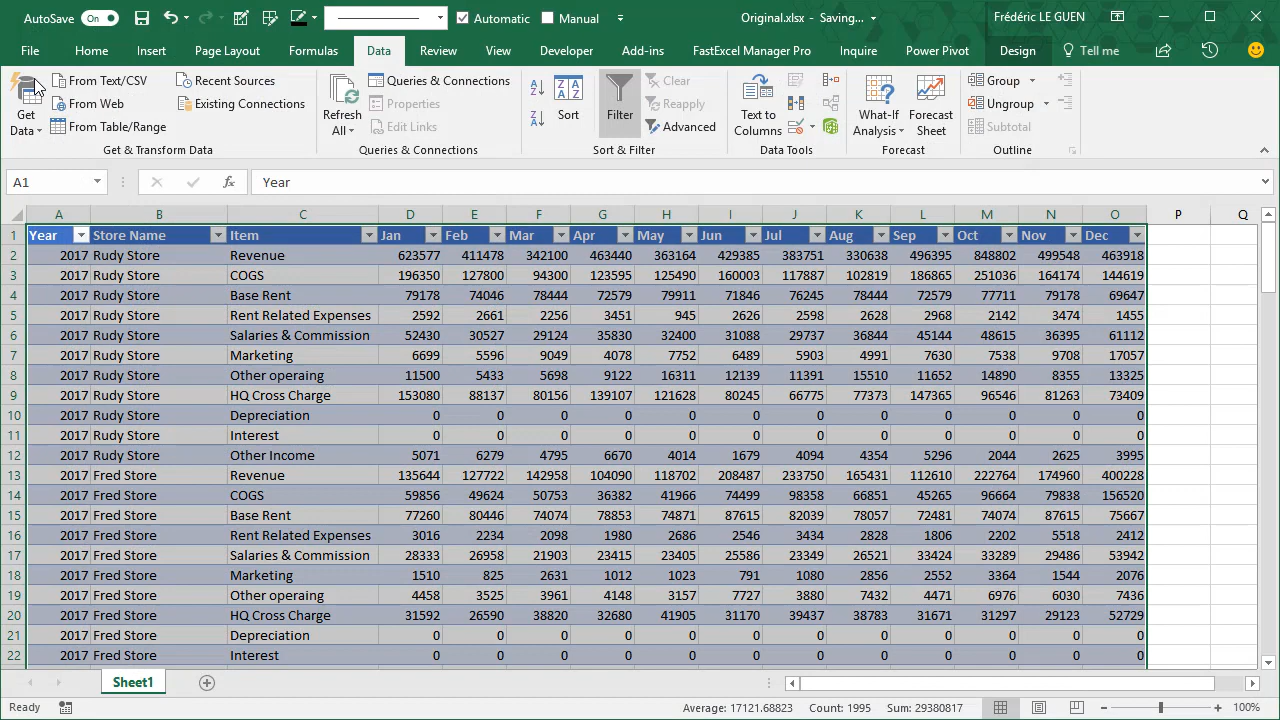 AutoSave On Automatic Manual Original.xlsx - Saving... Frédéric LE GUEN
File Home Insert Page Layout Formulas Data Review View Developer Add-ins FastExcel Manager Pro Inquire Power Pivot Design Tell me
Get Data
From Text/CSV
From Web
From Table/Range
Recent Sources
Existing Connections
Get & Transform Data
Refresh All
Queries & Connections
Properties
Edit Links
Queries & Connections
Sort
Filter
Clear
Reapply
Advanced
Sort & Filter
Text to Columns
Data Tools
What-If Analysis
Forecast Sheet
Forecast
Group
Ungroup
Subtotal
Outline
A1 fx Year
A B C D E F G H I J K L M N O P Q
1 Year Store Name Item Jan Feb Mar Apr May Jun Jul Aug Sep Oct Nov Dec
2 2017 Rudy Store Revenue 623577 411478 342100 463440 363164 429385 383751 330638 496395 848802 499548 463918
3 2017 Rudy Store COGS 196350 127800 94300 123595 125490 160003 117887 102819 186865 251036 164174 144619
4 2017 Rudy Store Base Rent 79178 74046 78444 72579 79911 71846 76245 78444 72579 77711 79178 69647
5 2017 Rudy Store Rent Related Expenses 2592 2661 2256 3451 945 2626 2598 2628 2968 2142 3474 1455
6 2017 Rudy Store Salaries & Commission 52430 30527 29124 35830 32400 31088 29737 36844 45144 48615 36395 61112
7 2017 Rudy Store Marketing 6699 5596 9049 4078 7752 6489 5903 4991 7630 7538 9708 17057
8 2017 Rudy Store Other operaing 11500 5433 5698 9122 16311 12139 11391 15510 11652 14890 8355 13325
9 2017 Rudy Store HQ Cross Charge 153080 88137 80156 139107 121628 80245 66775 77373 147365 96546 81263 73409
10 2017 Rudy Store Depreciation 0 0 0 0 0 0 0 0 0 0 0 0
11 2017 Rudy Store Interest 0 0 0 0 0 0 0 0 0 0 0 0
12 2017 Rudy Store Other Income 5071 6279 4795 6670 4014 1679 4094 4354 5296 2044 2625 3995
13 2017 Fred Store Revenue 135644 127722 142958 104090 118702 208487 233750 165431 112610 222764 174960 400228
14 2017 Fred Store COGS 59856 49624 50753 36382 41966 74499 98358 66851 45265 96664 79838 156520
15 2017 Fred Store Base Rent 77260 80446 74074 78853 74871 87615 82039 78057 72481 74074 87615 75667
16 2017 Fred Store Rent Related Expenses 3016 2234 2098 1980 2686 2546 3434 2828 1806 2202 5518 2412
17 2017 Fred Store Salaries & Commission 28333 26958 21903 23415 23405 25586 23349 26521 33424 33289 29486 53942
18 2017 Fred Store Marketing 1510 825 2631 1012 1023 791 1080 2856 2552 3364 1544 2076
19 2017 Fred Store Other operaing 4458 3525 3961 4148 3157 7727 3880 7432 4471 6976 6030 7436
20 2017 Fred Store HQ Cross Charge 31592 26590 38820 32680 41905 31170 39437 38783 31671 31297 29123 52729
21 2017 Fred Store Depreciation 0 0 0 0 0 0 0 0 0 0 0 0
22 2017 Fred Store Interest 0 0 0 0 0 0 0 0 0 0 0 0
Sheet1
Ready Average: 17121.68823 Count: 1995 Sum: 29380817 100%